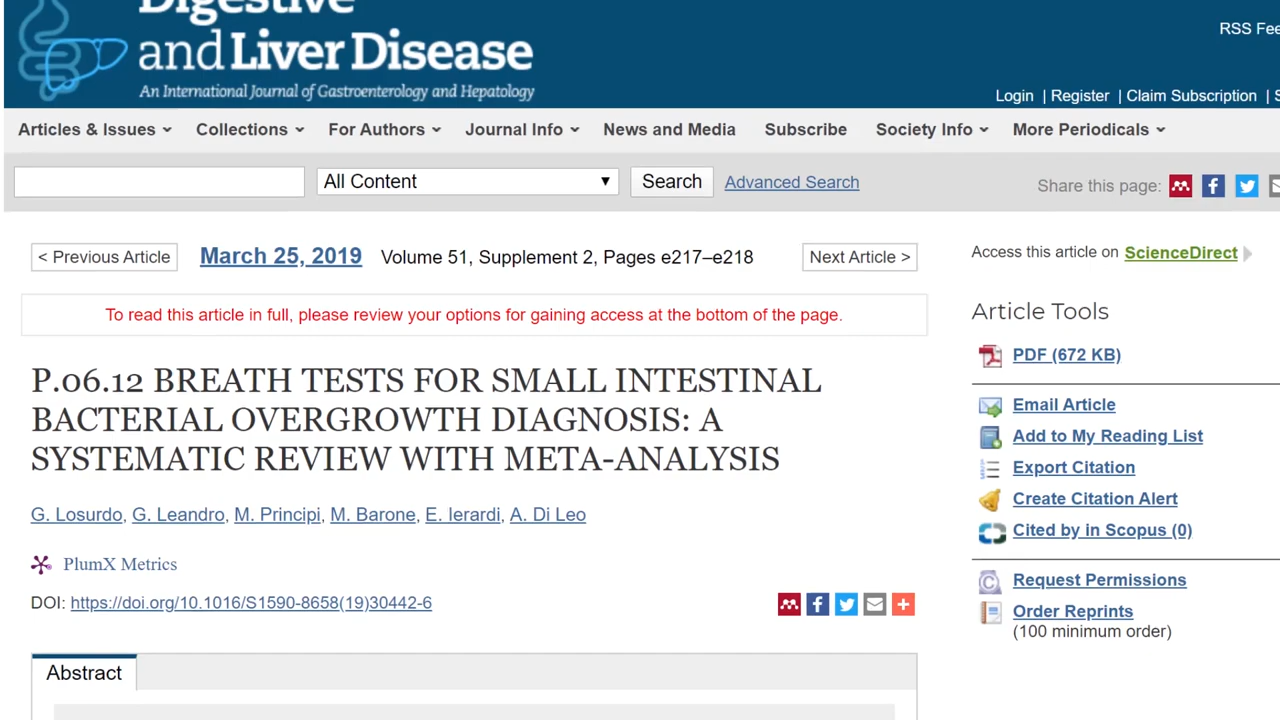 Digestive
and Liver Disease
An International Journal of Gastroenterology and Hepatology
RSS Fee
Login | Register | Claim Subscription | S
Articles & Issues Collections For Authors Journal Info News and Media Subscribe Society Info More Periodicals
All Content Search Advanced Search Share this page:
< Previous Article March 25, 2019 Volume 51, Supplement 2, Pages e217–e218 Next Article >
Access this article on ScienceDirect
To read this article in full, please review your options for gaining access at the bottom of the page.
P.06.12 BREATH TESTS FOR SMALL INTESTINAL
BACTERIAL OVERGROWTH DIAGNOSIS: A
SYSTEMATIC REVIEW WITH META-ANALYSIS
G. Losurdo, G. Leandro, M. Principi, M. Barone, E. Ierardi, A. Di Leo
PlumX Metrics
DOI: https://doi.org/10.1016/S1590-8658(19)30442-6
Abstract
Article Tools
PDF (672 KB)
Email Article
Add to My Reading List
Export Citation
Create Citation Alert
Cited by in Scopus (0)
Request Permissions
Order Reprints
(100 minimum order)